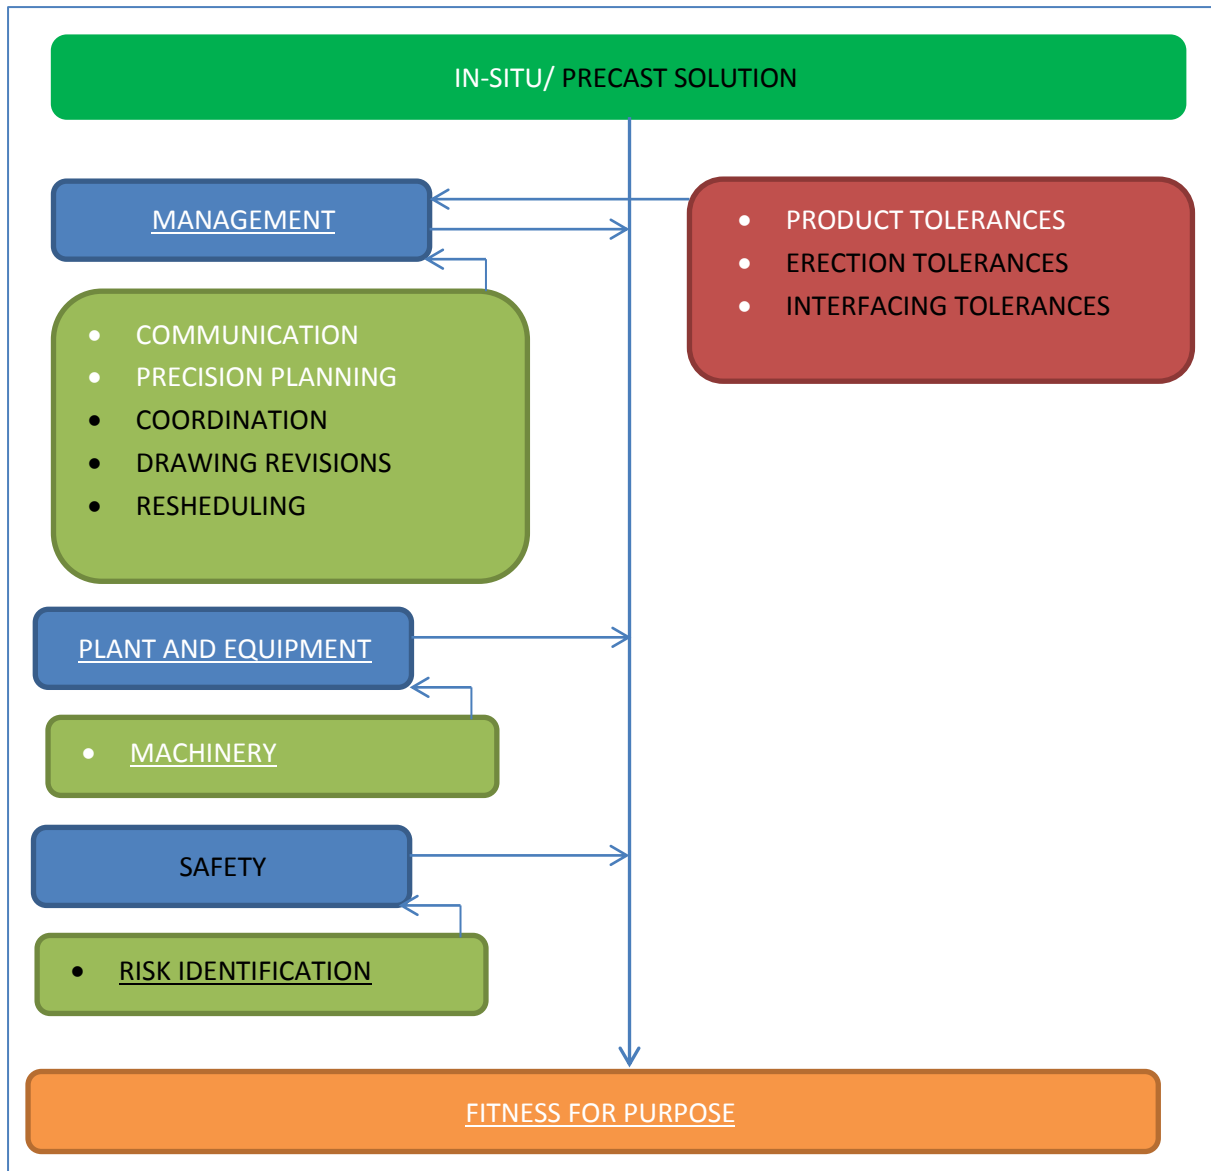 IN-SITU/ PRECAST SOLUTION
MANAGEMENT
PRODUCT TOLERANCES
ERECTION TOLERANCES
INTERFACING TOLERANCES
COMMUNICATION
PRECISION PLANNING
COORDINATION
DRAWING REVISIONS
RESHEDULING
PLANT AND EQUIPMENT
MACHINERY
SAFETY
RISK IDENTIFICATION
FITNESS FOR PURPOSE